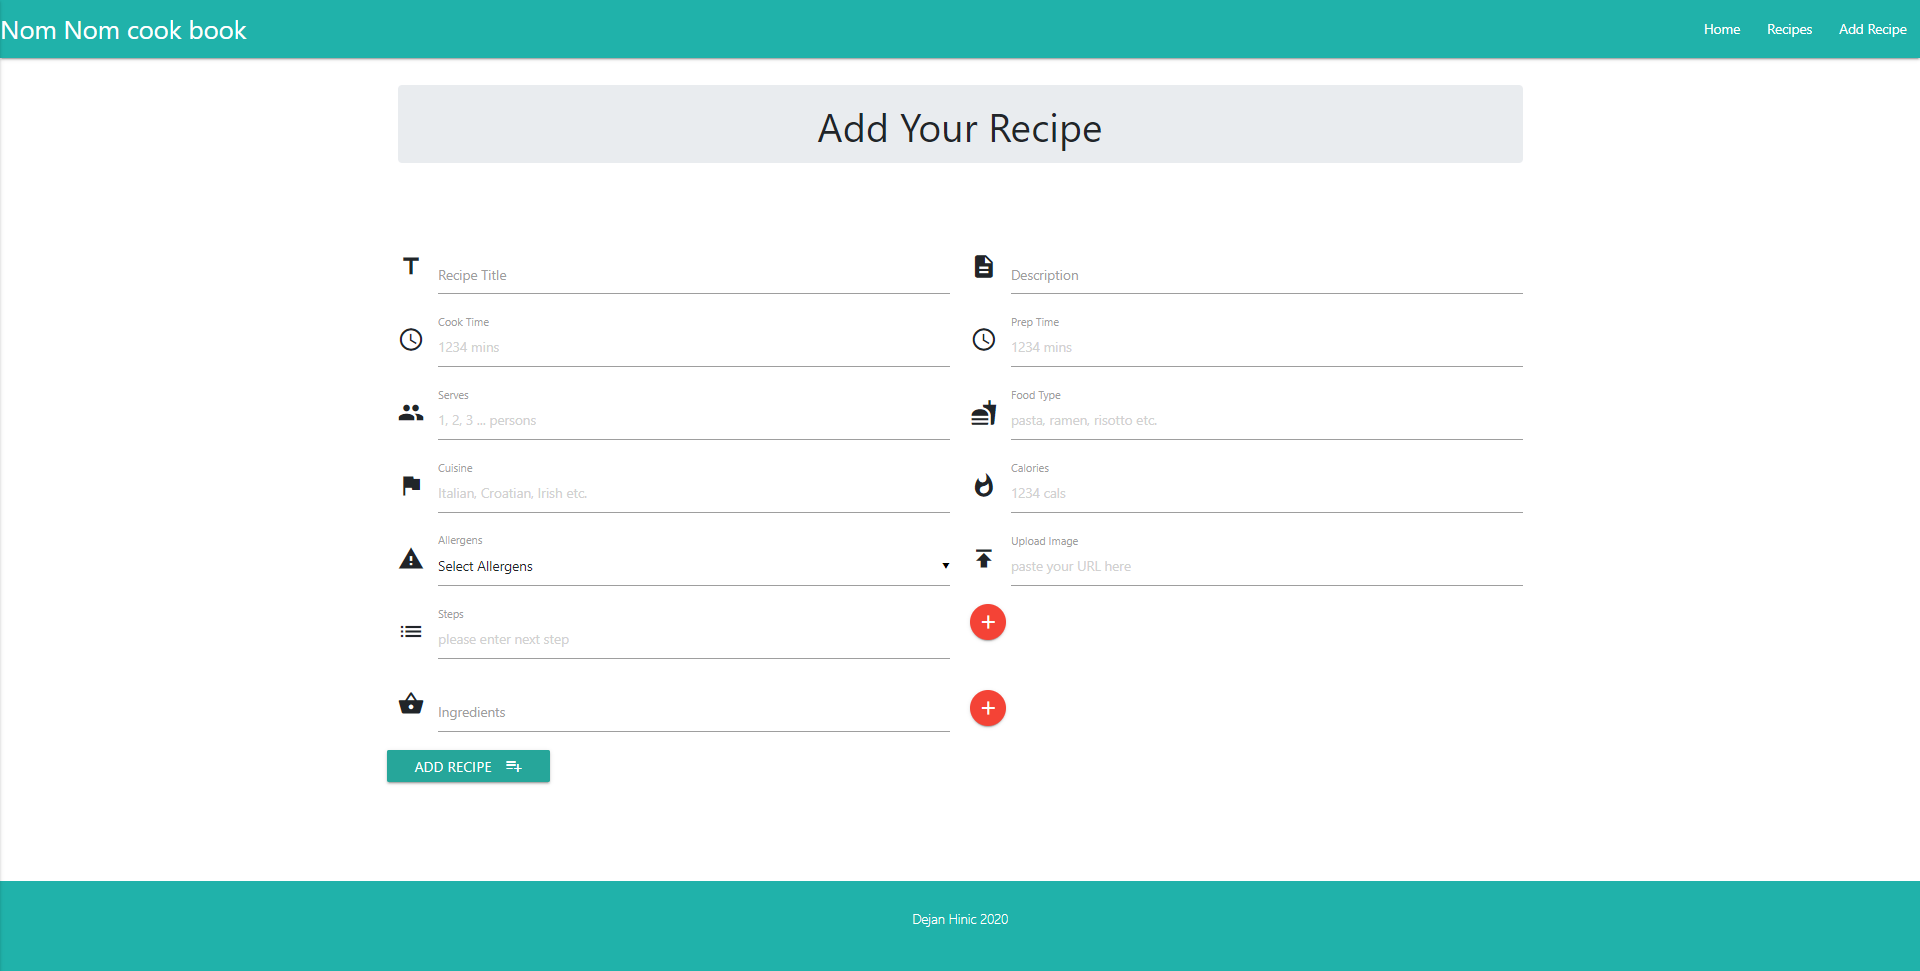 Nom Nom cook book
Home Recipes Add Recipe
Add Your Recipe
Recipe Title
Description
Cook Time
1234 mins
Prep Time
1234 mins
Serves
1, 2, 3 ... persons
Food Type
pasta, ramen, risotto etc.
Cuisine
Italian, Croatian, Irish etc.
Calories
1234 cals
Allergens
Select Allergens
Upload Image
paste your URL here
Steps
please enter next step
Ingredients
ADD RECIPE
Dejan Hinic 2020